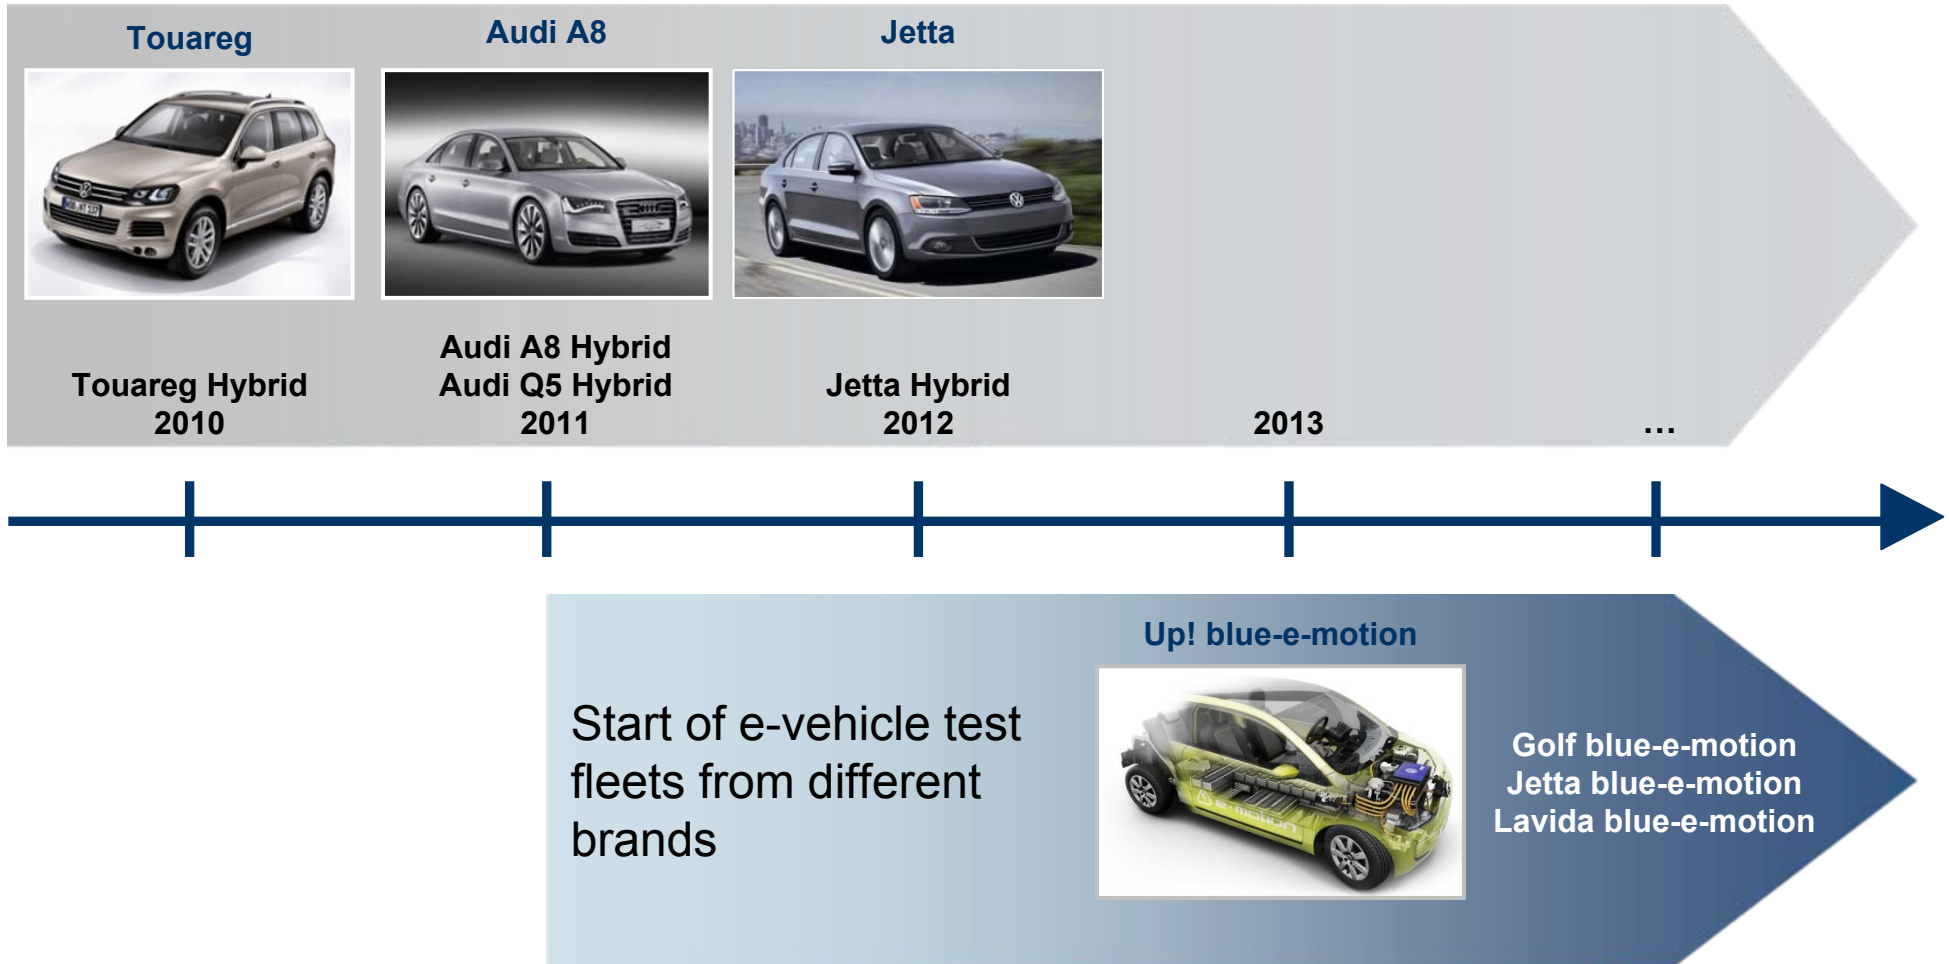 Touareg
Audi A8
Jetta
Touareg Hybrid
2010
Audi A8 Hybrid
Audi Q5 Hybrid
2011
Jetta Hybrid
2012
2013
...
Up! blue-e-motion
Start of e-vehicle test
fleets from different
brands
e-motion
Golf blue-e-motion
Jetta blue-e-motion
Lavida blue-e-motion